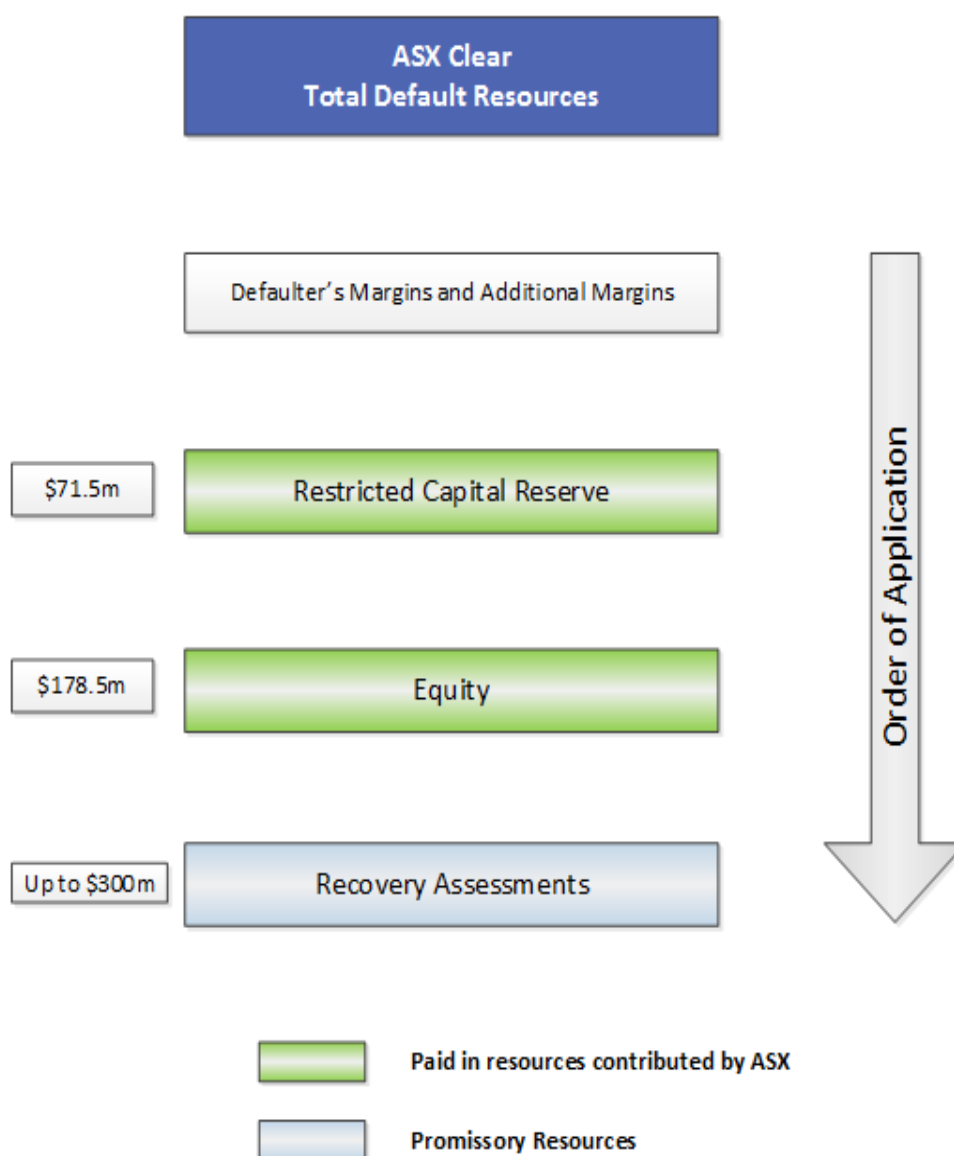 ASX Clear
Total Default Resources
Defaulter's Margins and Additional Margins
$71.5m
Restricted Capital Reserve
$178.5m
Equity
Up to $300m
Recovery Assessments
Order of Application
Paid in resources contributed by ASX
Promissory Resources